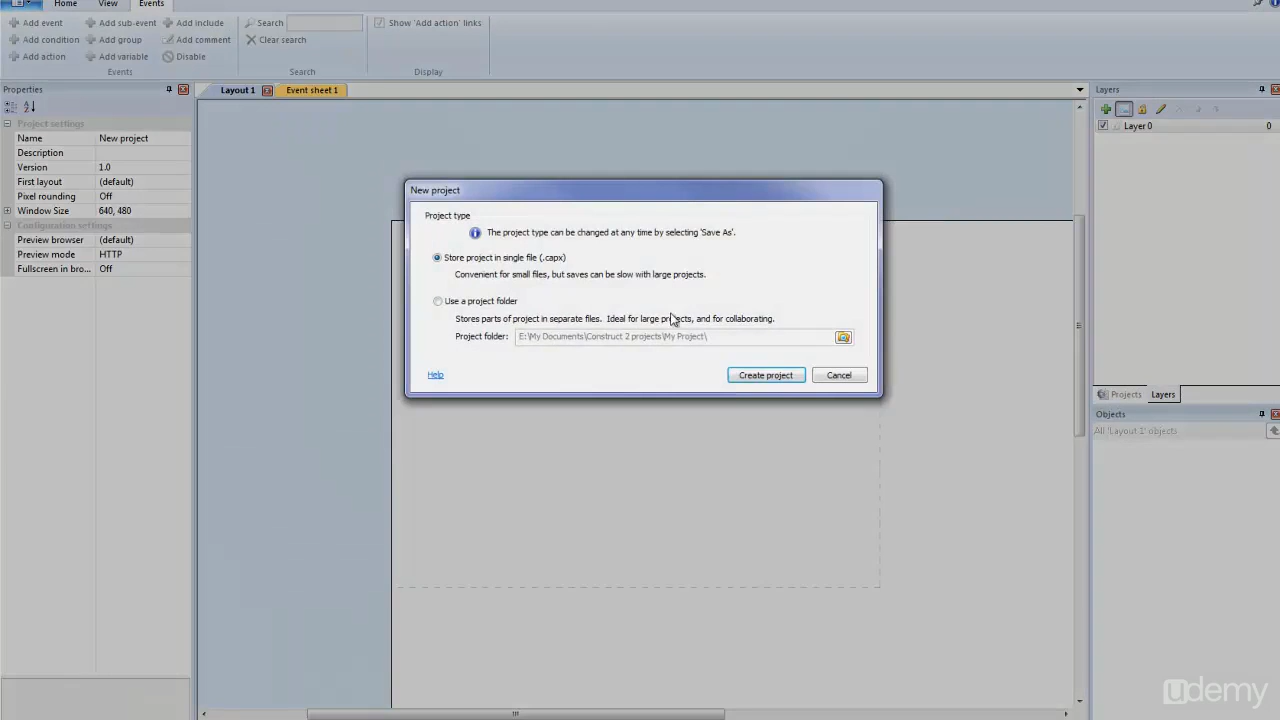 Home View Events
Add event Add sub-event Add include Search Show 'Add action' links
Add condition Add group Add comment Clear search
Add action Add variable Disable
Events Search Display
Properties Layout 1 Event sheet 1 Layers
Project settings
Name New project
Description
Version 1.0
First layout (default)
Pixel rounding Off
Window Size 640, 480
Configuration settings
Preview browser (default)
Preview mode HTTP
Fullscreen in bro... Off
Layer 0 0
New project
Project type
The project type can be changed at any time by selecting 'Save As'.
Store project in single file (.capx)
Convenient for small files, but saves can be slow with large projects.
Use a project folder
Stores parts of project in separate files. Ideal for large projects, and for collaborating.
Project folder: E:\My Documents\Construct 2 projects\My Project\
Help Create project Cancel
Projects Layers
Objects
All 'Layout 1' objects
udemy